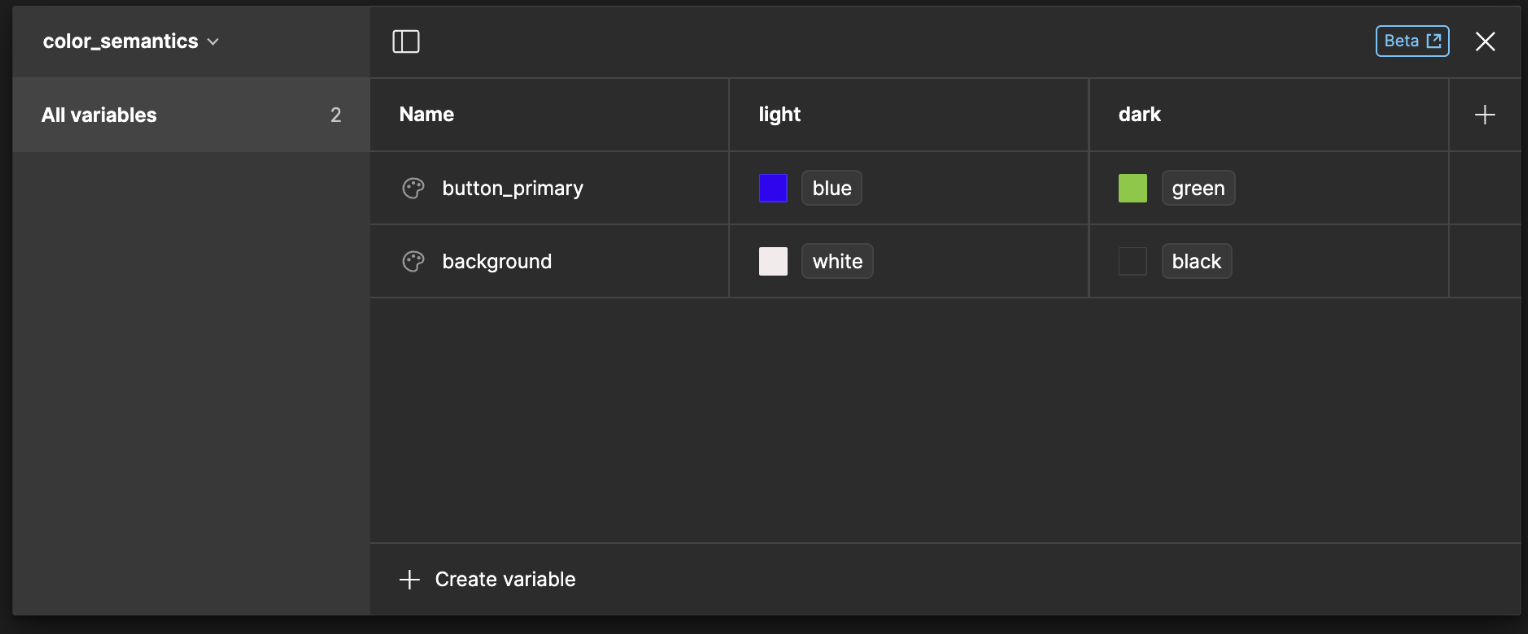 color_semantics
Beta
All variables 2
Name light dark
button_primary blue green
background white black
Create variable